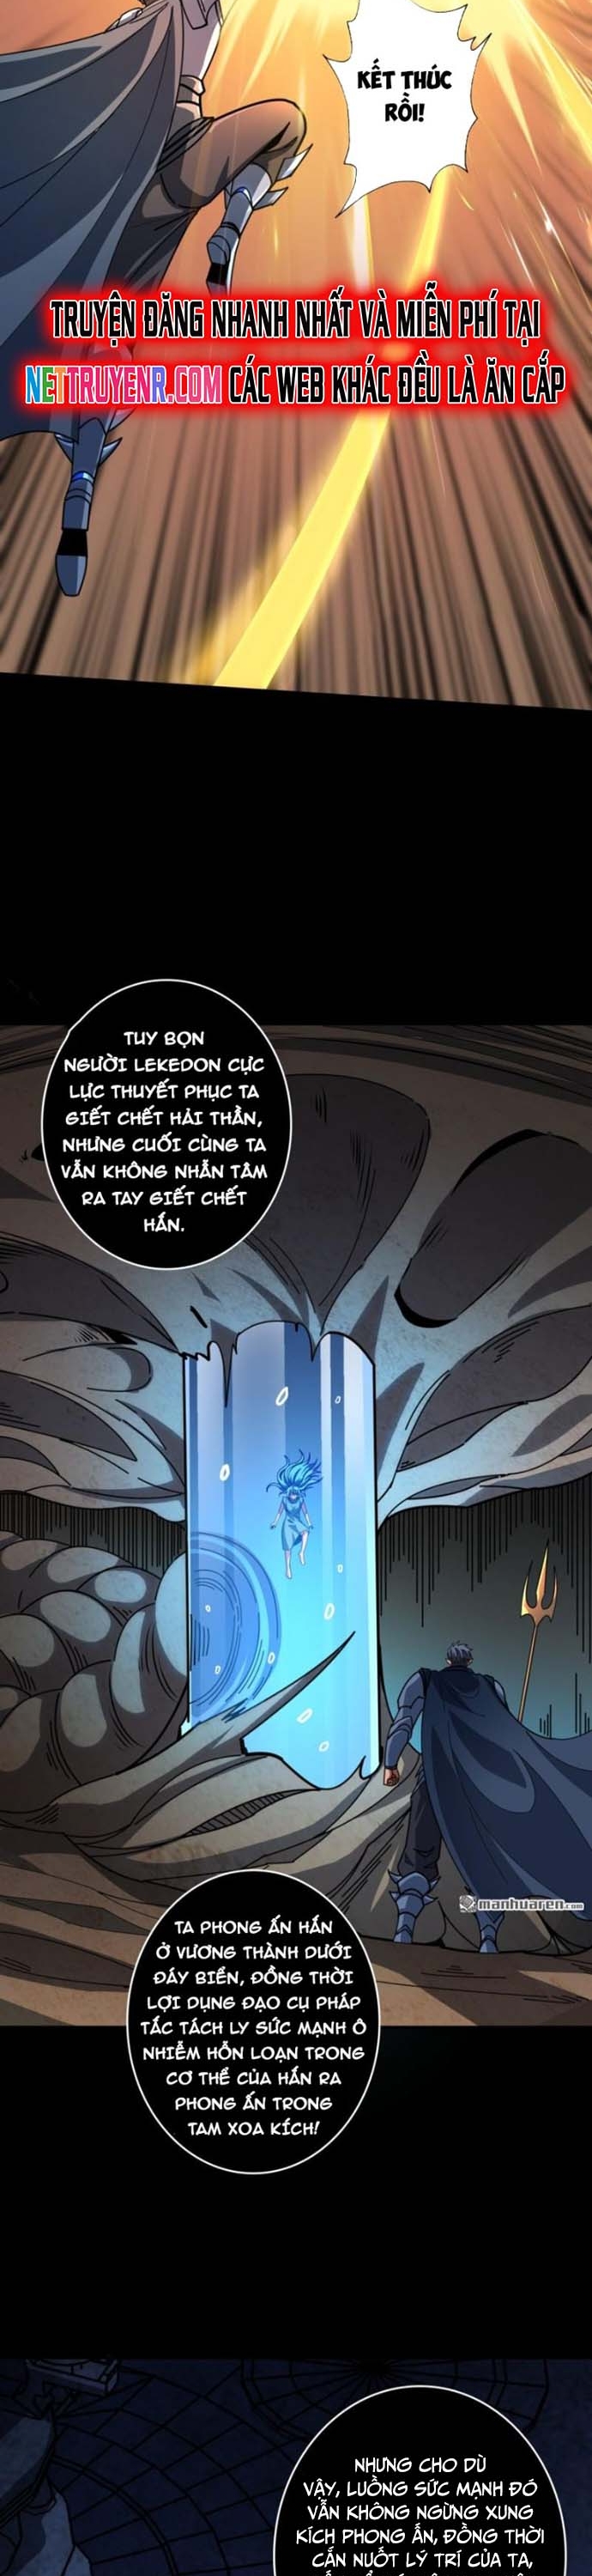 KẾT THÚC
RỒI!
TRUYỆN ĐĂNG NHANH NHẤT VÀ MIỄN PHÍ TẠI
NETTRUYENR.COM CÁC WEB KHÁC ĐỀU LÀ ĂN CẮP
TUY BỌN
NGƯỜI LEKEDON CỰC
LỰC THUYẾT PHỤC TA
GIẾT CHẾT HẢI THẦN,
NHƯNG CUỐI CÙNG TA
VẪN KHÔNG NHẪN TÂM
RA TAY GIẾT CHẾT
HẮN.
manhuaren.com
TA PHONG ẤN HẮN
Ở VƯƠNG THÀNH DƯỚI
ĐÁY BIỂN, ĐỒNG THỜI
LỢI DỤNG ĐẠO CỤ PHÁP
TẮC TÁCH LY SỨC MẠNH Ô
NHIỄM HỖN LOẠN TRONG
CƠ THỂ CỦA HẮN RA
PHONG ẤN TRONG
TAM XOA KÍCH!
NHƯNG CHO DÙ
VẬY, LUỒNG SỨC MẠNH ĐÓ
VẪN KHÔNG NGỪNG XUNG
KÍCH PHONG ẤN, ĐỒNG THỜI
CẮN NUỐT LÝ TRÍ CỦA TA,